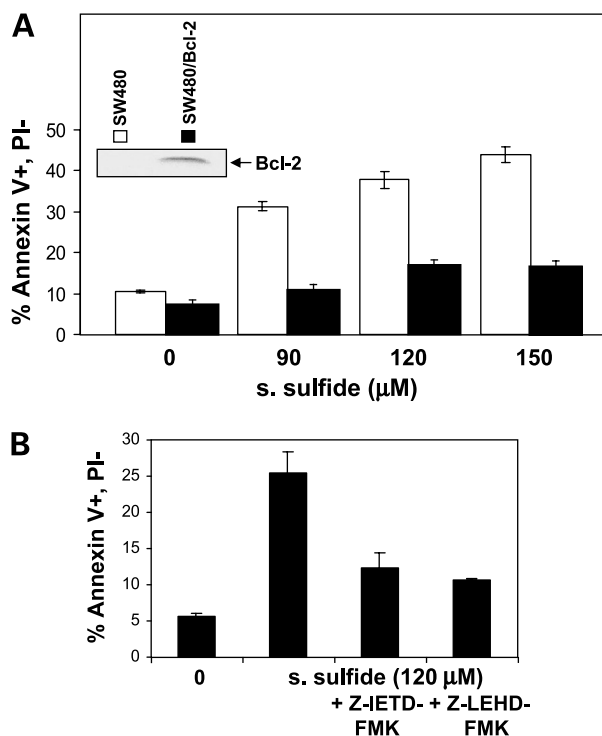 A
% Annexin V+, PI-
50
40
30
20
10
0
SW480
SW480/Bcl-2
Bcl-2
0 90 120 150
s. sulfide (µM)
B
% Annexin V+, PI-
30
25
20
15
10
5
0
0 s. sulfide (120 µM)
+ Z-IETD- + Z-LEHD-
FMK FMK